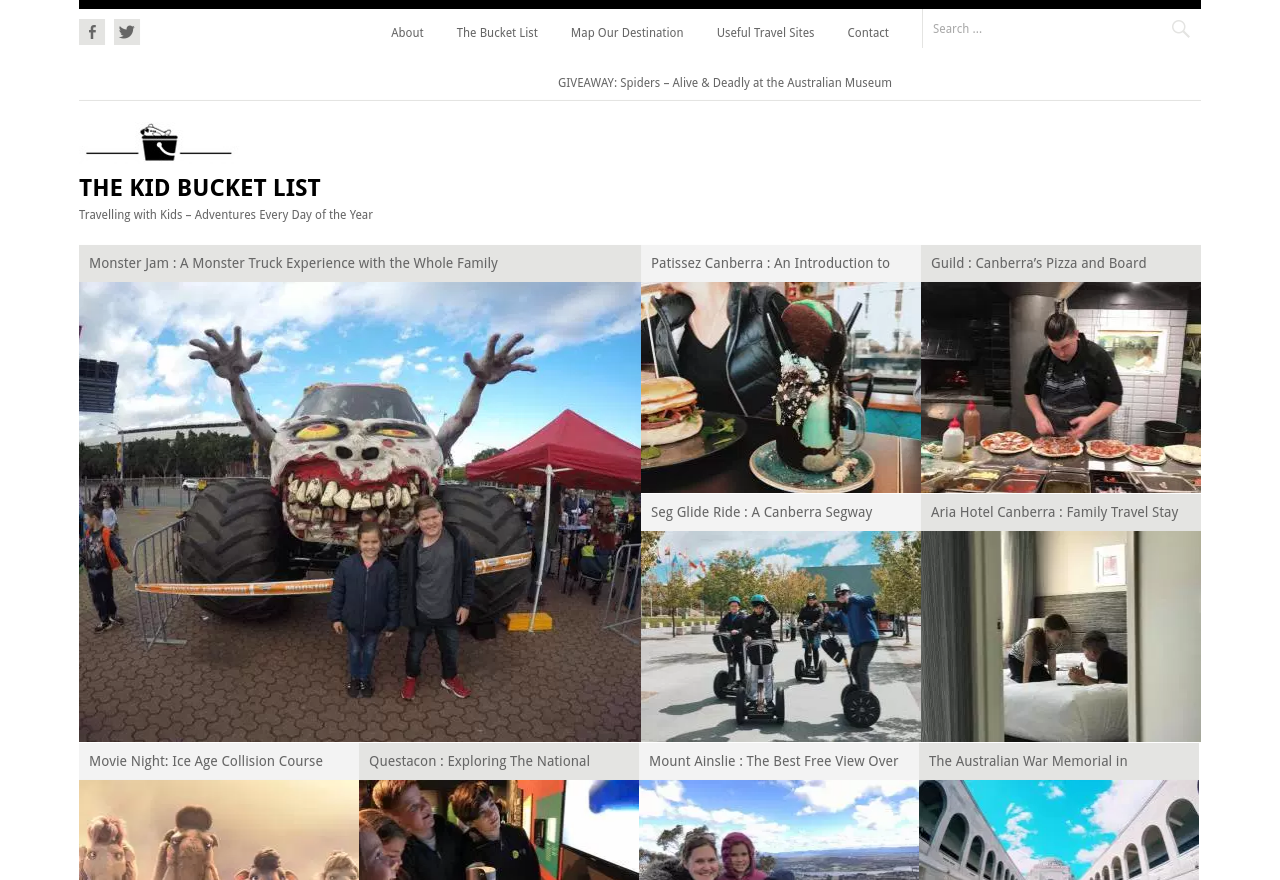 About
The Bucket List
Map Our Destination
Useful Travel Sites
Contact
Search ...
GIVEAWAY: Spiders – Alive & Deadly at the Australian Museum
THE KID BUCKET LIST
Travelling with Kids – Adventures Every Day of the Year
Monster Jam : A Monster Truck Experience with the Whole Family
Patissez Canberra : An Introduction to
Guild : Canberra’s Pizza and Board
Seg Glide Ride : A Canberra Segway
Aria Hotel Canberra : Family Travel Stay
Movie Night: Ice Age Collision Course
Questacon : Exploring The National
Mount Ainslie : The Best Free View Over
The Australian War Memorial in